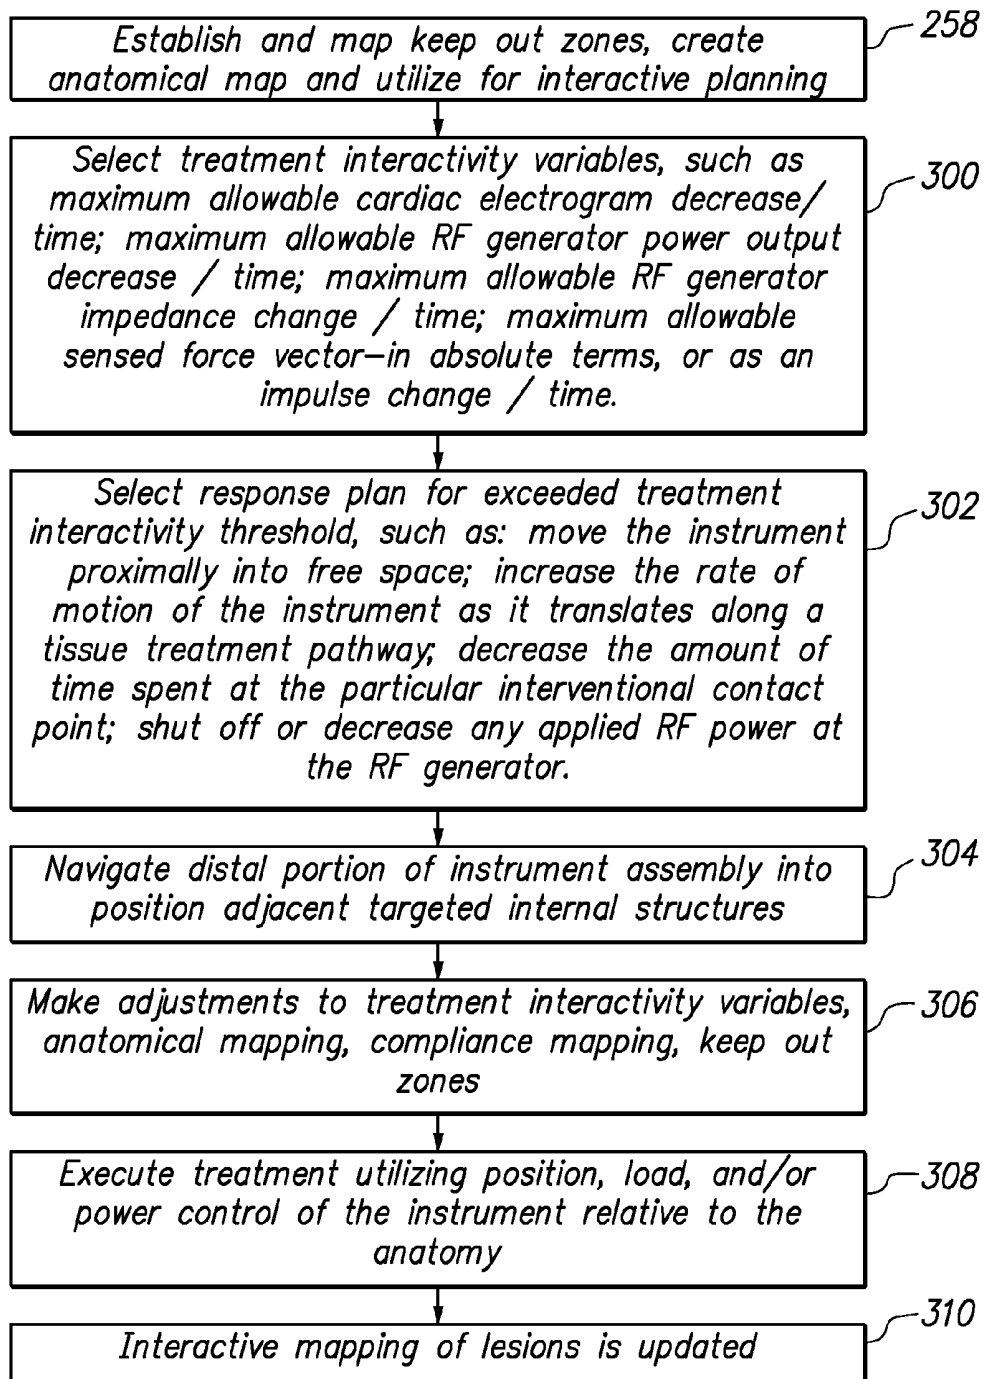 Establish and map keep out zones, create
anatomical map and utilize for interactive planning
258
Select treatment interactivity variables, such as
maximum allowable cardiac electrogram decrease/
time; maximum allowable RF generator power output
decrease / time; maximum allowable RF generator
impedance change / time; maximum allowable
sensed force vector—in absolute terms, or as an
impulse change / time.
300
Select response plan for exceeded treatment
interactivity threshold, such as: move the instrument
proximally into free space; increase the rate of
motion of the instrument as it translates along a
tissue treatment pathway; decrease the amount of
time spent at the particular interventional contact
point; shut off or decrease any applied RF power at
the RF generator.
302
Navigate distal portion of instrument assembly into
position adjacent targeted internal structures
304
Make adjustments to treatment interactivity variables,
anatomical mapping, compliance mapping, keep out
zones
306
Execute treatment utilizing position, load, and/or
power control of the instrument relative to the
anatomy
308
Interactive mapping of lesions is updated
310